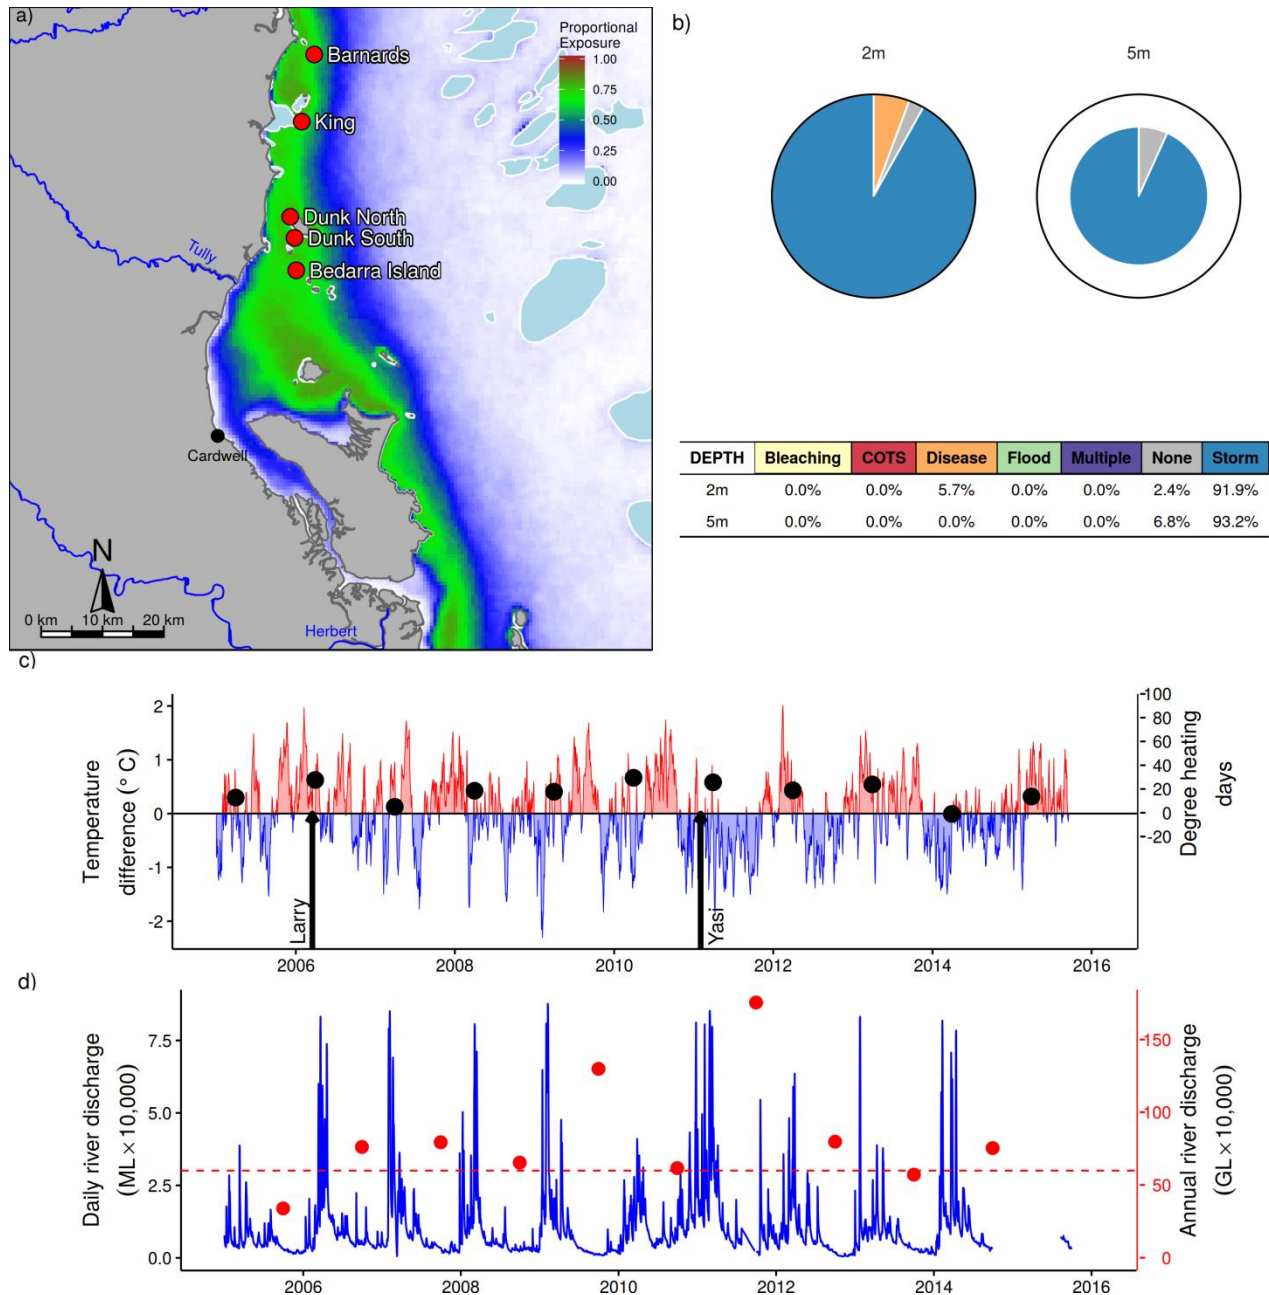 a)
Proportional
Exposure
1.00
0.75
0.50
0.25
0.00
Barnards
King
Dunk North
Dunk South
Bedarra Island
Tully
Cardwell
N
0 km 10 km 20 km
Herbert
b)
2m 5m
DEPTH Bleaching COTS Disease Flood Multiple None Storm
2m 0.0% 0.0% 5.7% 0.0% 0.0% 2.4% 91.9%
5m 0.0% 0.0% 0.0% 0.0% 0.0% 6.8% 93.2%
c)
Temperature
difference (° C)
2
1
0
-1
-2
Larry
Yasi
100
80
60
40
20
0
-20
Degree heating
days
2006 2008 2010 2012 2014 2016
d)
Daily river discharge
(ML × 10,000)
7.5
5.0
2.5
0.0
150
100
50
0
Annual river discharge
(GL × 10,000)
2006 2008 2010 2012 2014 2016